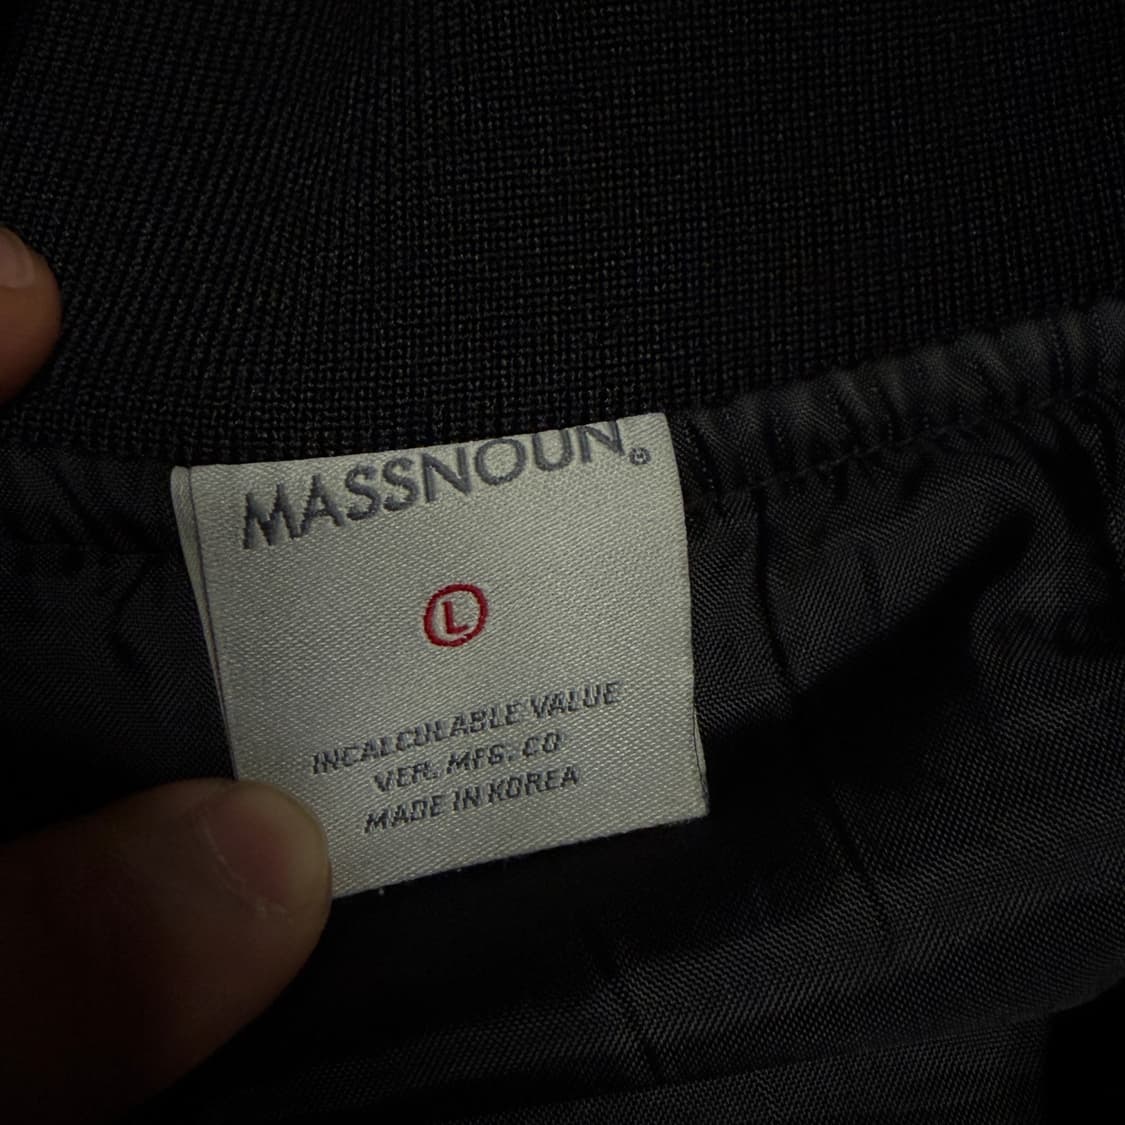 MASSNOUN®
L
INCALCULABLE VALUE
VER. MFG. CO
MADE IN KOREA